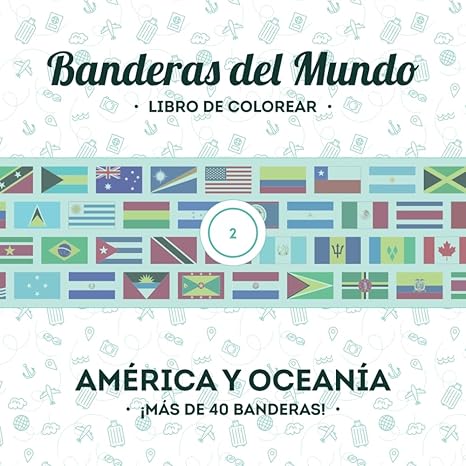 Banderas del Mundo
• LIBRO DE COLOREAR •
2
AMÉRICA Y OCEANÍA
• ¡MÁS DE 40 BANDERAS! •